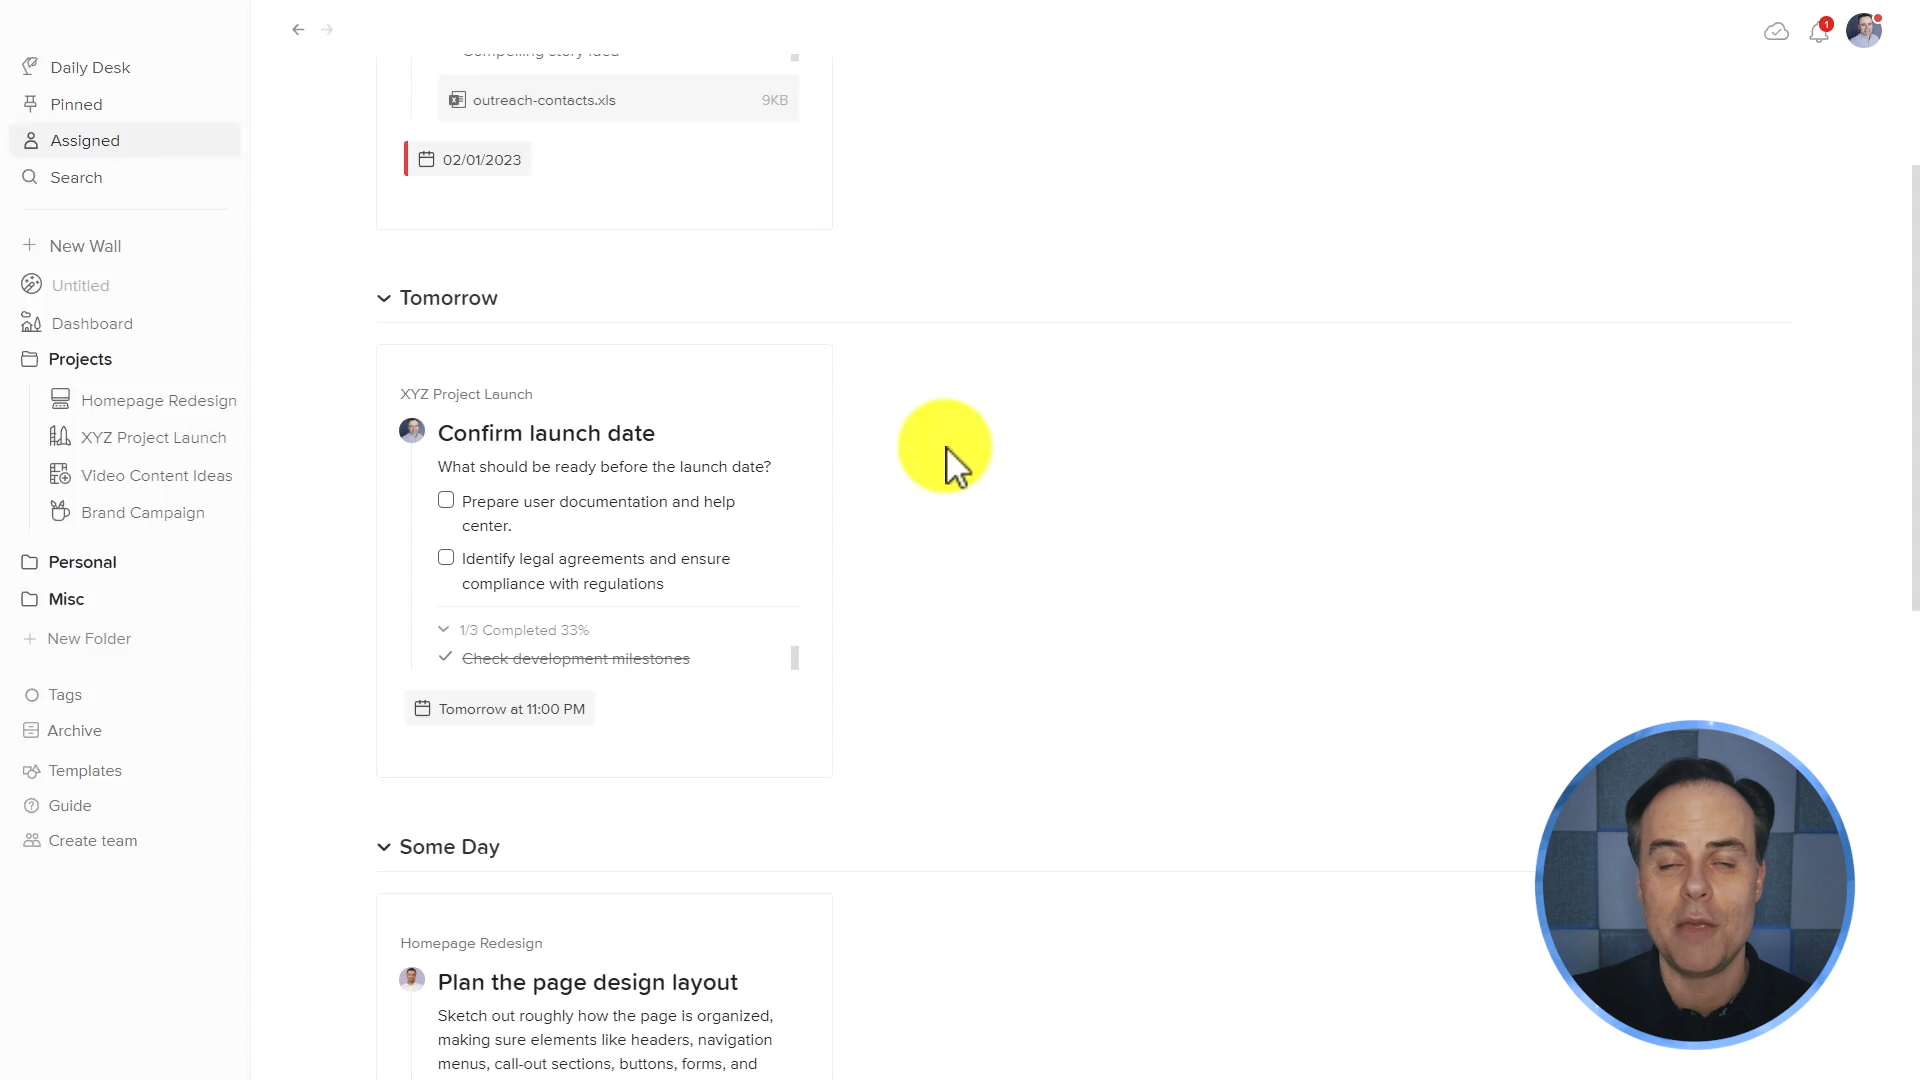 Daily Desk
Pinned
Assigned
Search
New Wall
Untitled
Dashboard
Projects
Homepage Redesign
XYZ Project Launch
Video Content Ideas
Brand Campaign
Personal
Misc
New Folder
Tags
Archive
Templates
Guide
Create team
1
Compelling story idea
outreach-contacts.xls 9KB
02/01/2023
Tomorrow
XYZ Project Launch
Confirm launch date
What should be ready before the launch date?
Prepare user documentation and help
center.
Identify legal agreements and ensure
compliance with regulations
1/3 Completed 33%
Check development milestones
Tomorrow at 11:00 PM
Some Day
Homepage Redesign
Plan the page design layout
Sketch out roughly how the page is organized,
making sure elements like headers, navigation
menus, call-out sections, buttons, forms, and